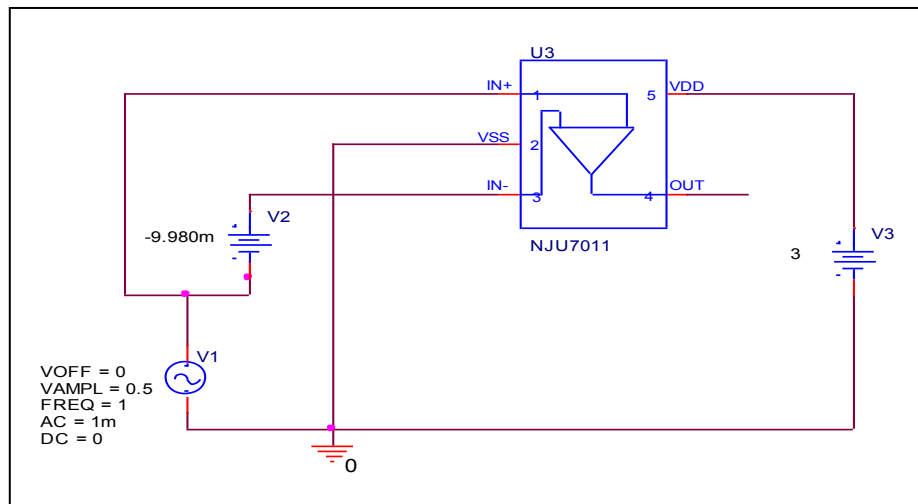 U3
IN+
1
5
VDD
VSS
2
IN-
3
4
OUT
NJU7011
V2
-9.980m
V3
3
V1
VOFF = 0
VAMPL = 0.5
FREQ = 1
AC = 1m
DC = 0
0